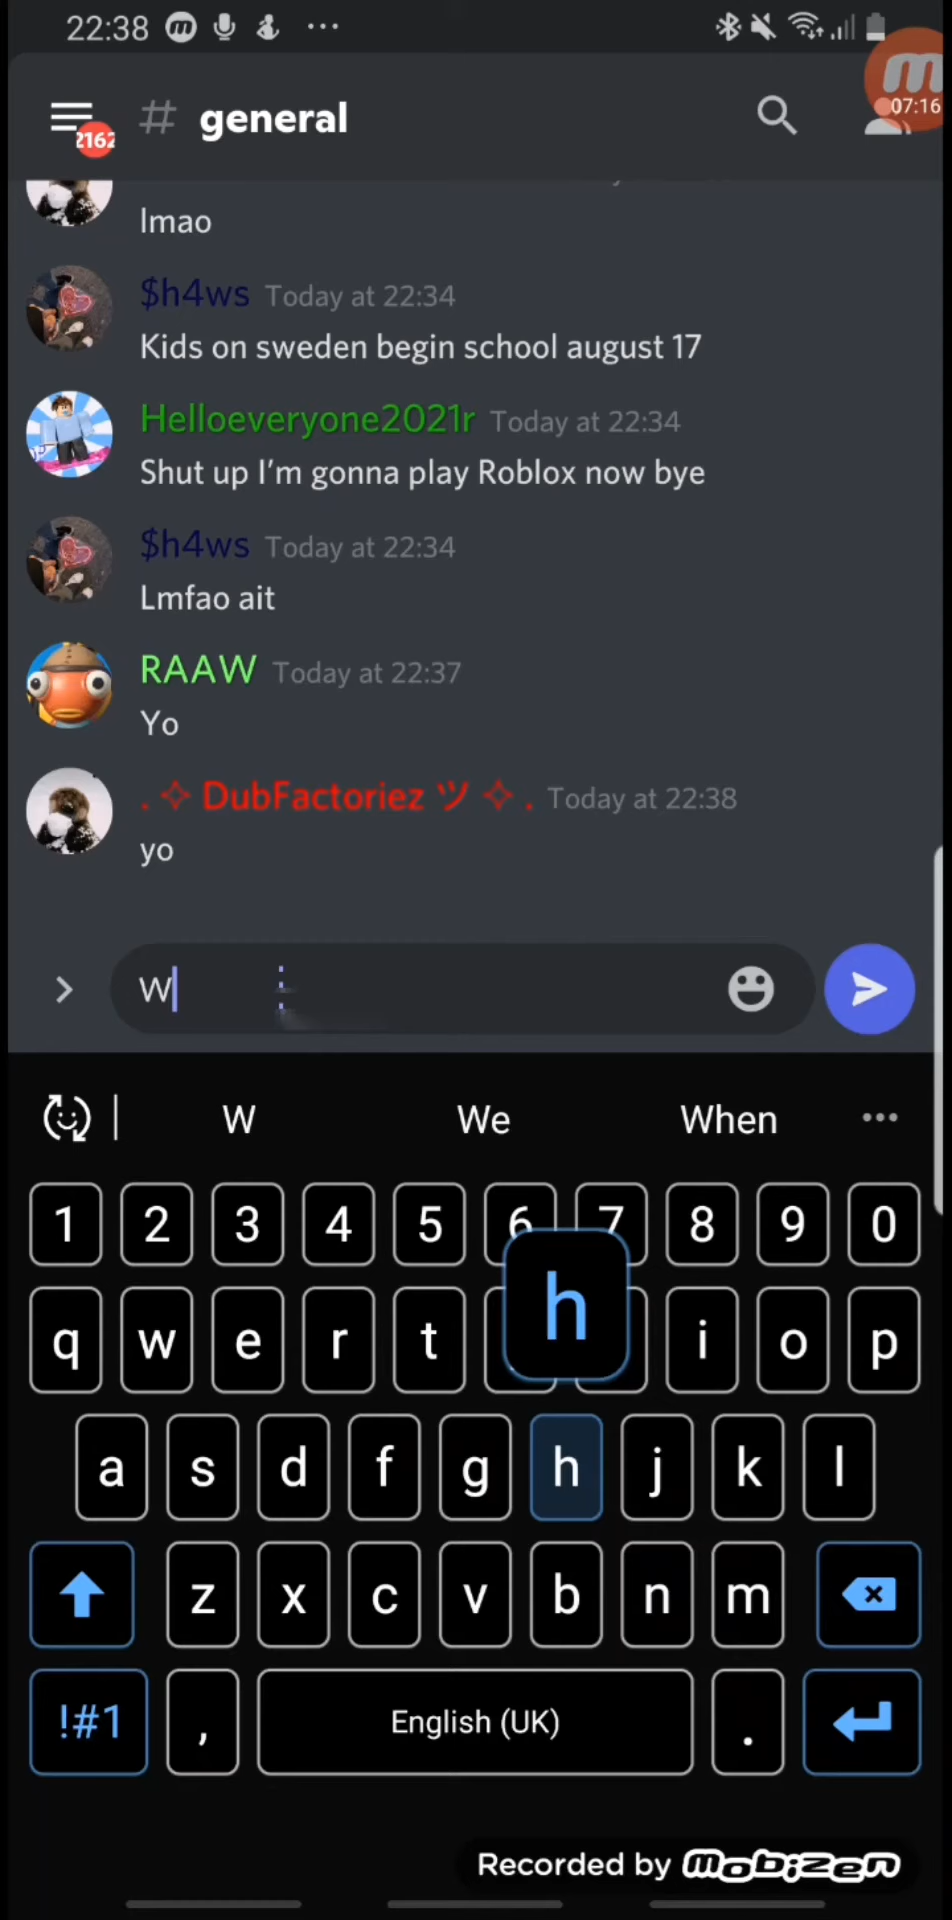 22:38
07:16
2162
# general
lmao
$h4ws Today at 22:34
Kids on sweden begin school august 17
Helloeveryone2021r Today at 22:34
Shut up I'm gonna play Roblox now bye
$h4ws Today at 22:34
Lmfao ait
RAAW Today at 22:37
Yo
. ✧ DubFactoriez ツ ✧ . Today at 22:38
yo
W
W We When
1 2 3 4 5 6 7 8 9 0
h
q w e r t i o p
a s d f g h j k l
z x c v b n m
!#1 , English (UK) .
Recorded by mobizen